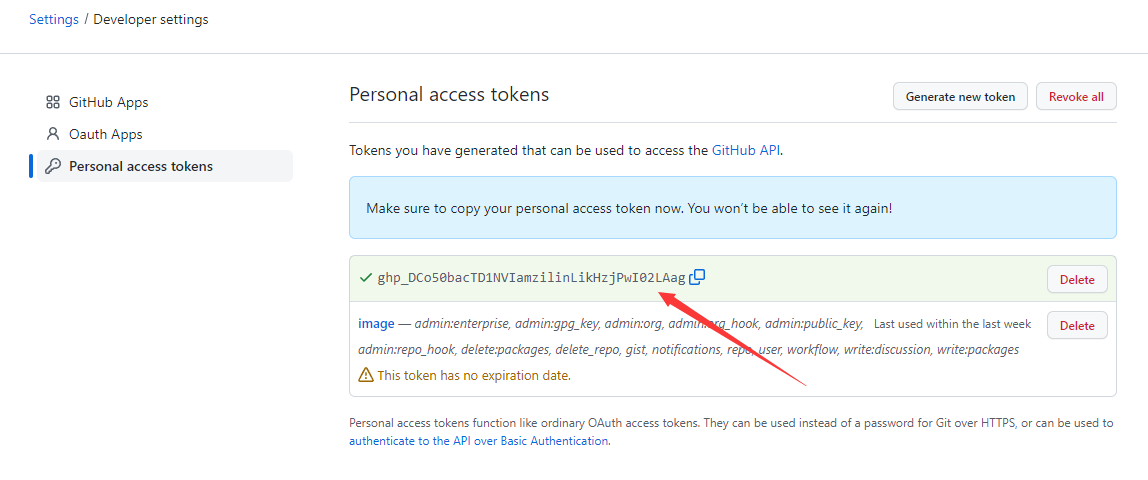 Settings / Developer settings
GitHub Apps
Oauth Apps
Personal access tokens
Personal access tokens
Generate new token
Revoke all
Tokens you have generated that can be used to access the GitHub API.
Make sure to copy your personal access token now. You won't be able to see it again!
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
Delete
image — admin:enterprise, admin:gpg_key, admin:org, admin:org_hook, admin:public_key,
Last used within the last week
Delete
admin:repo_hook, delete:packages, delete_repo, gist, notifications, repo, user, workflow, write:discussion, write:packages
This token has no expiration date.
Personal access tokens function like ordinary OAuth access tokens. They can be used instead of a password for Git over HTTPS, or can be used to
authenticate to the API over Basic Authentication.